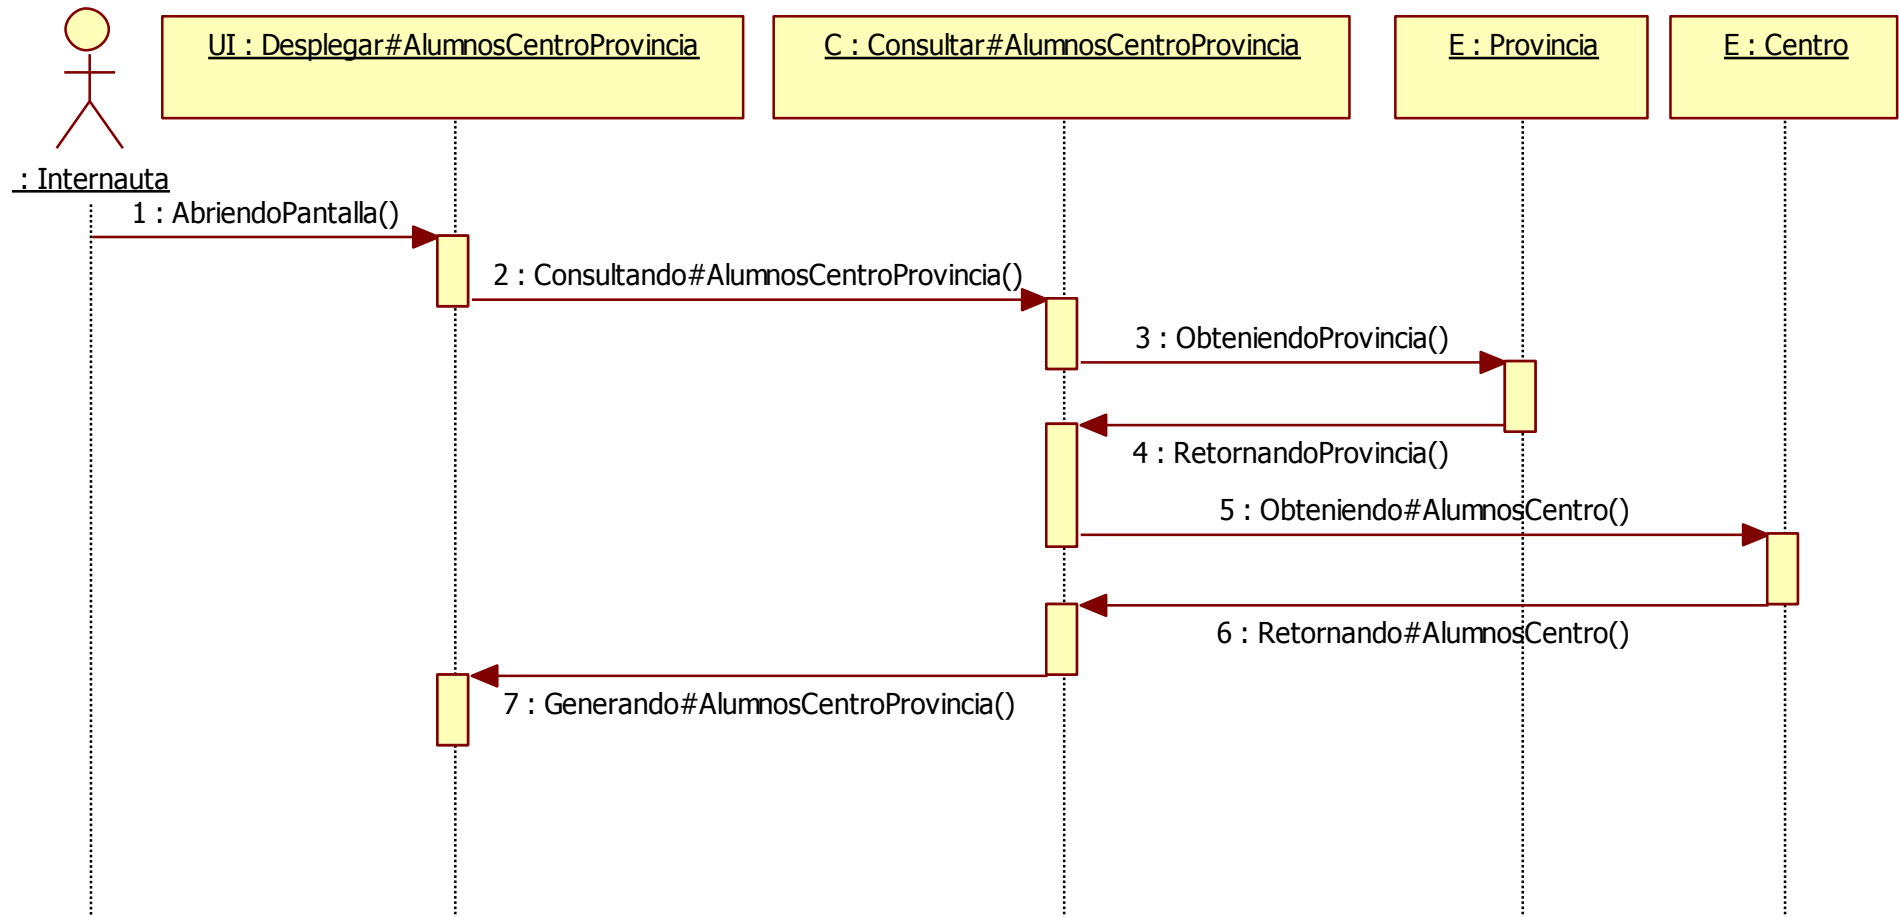 UI : Desplegar#AlumnosCentroProvincia
C : Consultar#AlumnosCentroProvincia
E : Provincia
E : Centro
: Internauta
1 : AbriendoPantalla()
2 : Consultando#AlumnosCentroProvincia()
3 : ObteniendoProvincia()
4 : RetornandoProvincia()
5 : Obteniendo#AlumnosCentro()
6 : Retornando#AlumnosCentro()
7 : Generando#AlumnosCentroProvincia()